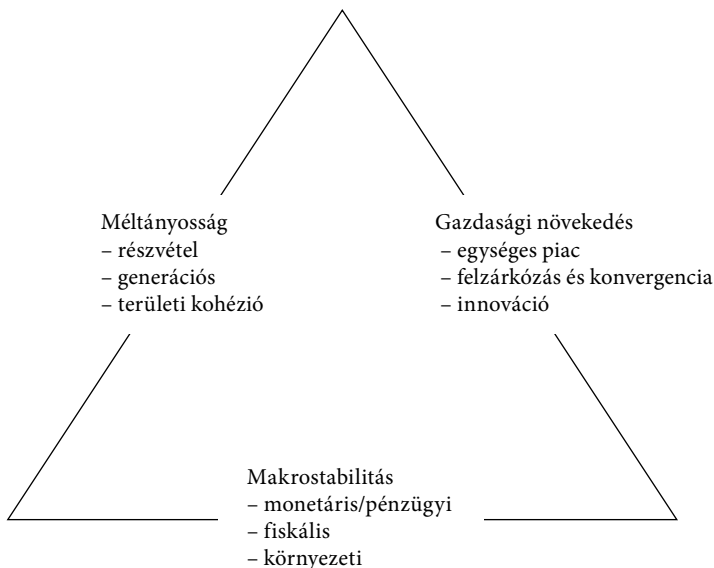 Méltányosság
– részvétel
– generációs
– területi kohézió
Gazdasági növekedés
– egységes piac
– felzárkózás és konvergencia
– innováció
Makrostabilitás
– monetáris/pénzügyi
– fiskális
– környezeti